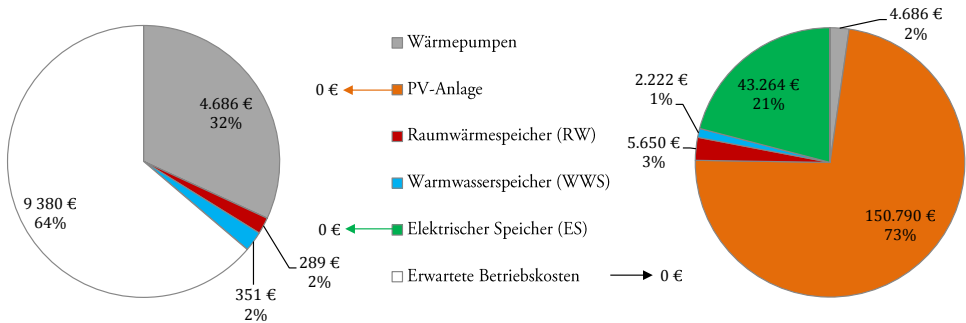 4.686 €
32%
9 380 €
64%
289 €
2%
351 €
2%
Wärmepumpen
0 €
PV-Anlage
Raumwärmespeicher (RW)
Warmwasserspeicher (WWS)
0 €
Elektrischer Speicher (ES)
Erwartete Betriebskosten
0 €
4.686 €
2%
2.222 €
1%
43.264 €
21%
5.650 €
3%
150.790 €
73%